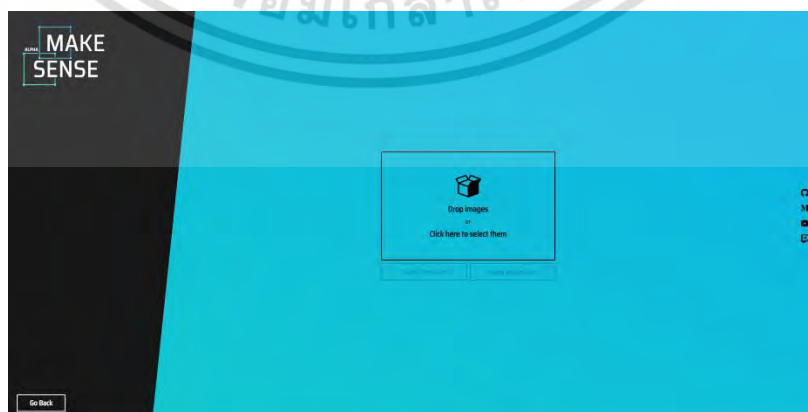 ALPHA MAKE
SENSE
Drop images
or
Click here to select them
Go Back